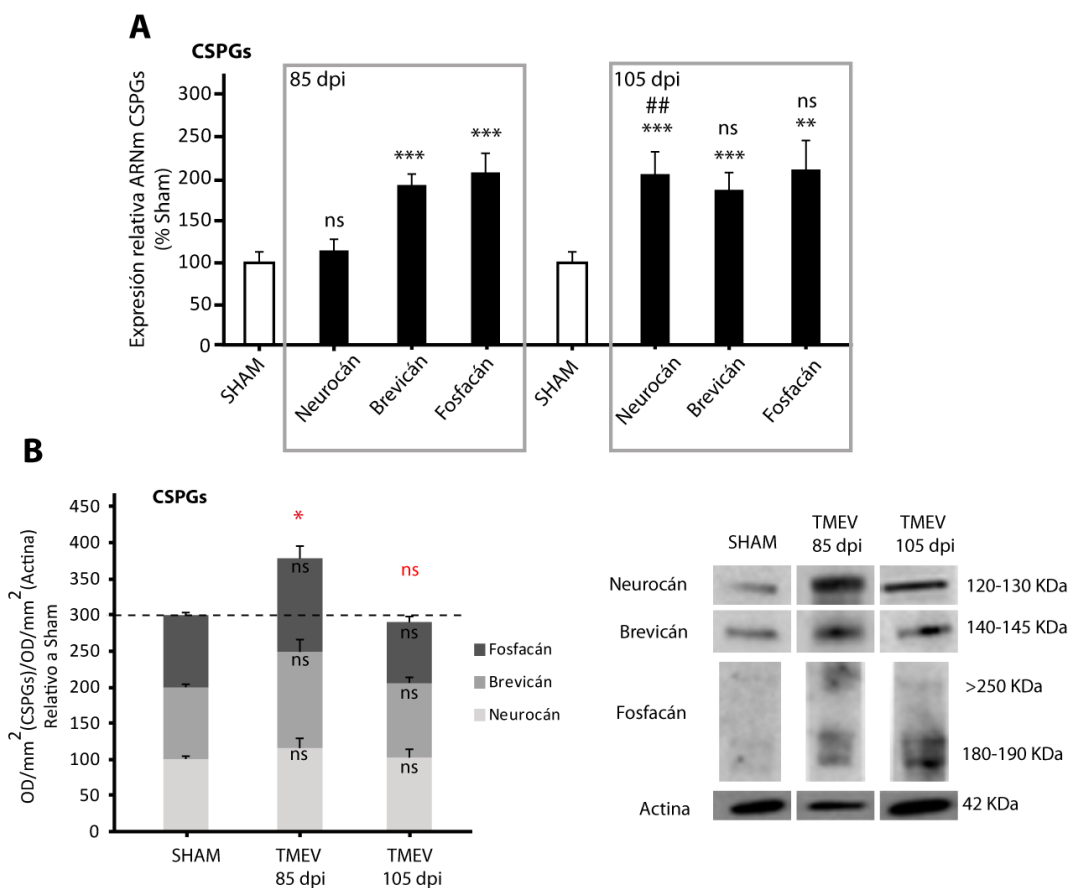 A
CSPGs
Expresión relativa ARNm CSPGs
(% Sham)
300
250
200
150
100
50
0
85 dpi
ns
***
***
105 dpi
##
***
ns
***
ns
**
SHAM
Neurocán
Brevicán
Fosfacán
SHAM
Neurocán
Brevicán
Fosfacán
B
CSPGs
OD/mm²(CSPGs)/OD/mm²(Actina)
Relativo a Sham
450
400
350
300
250
200
150
100
50
0
*
ns
ns
ns
ns
ns
ns
ns
SHAM
TMEV
85 dpi
TMEV
105 dpi
Fosfacán
Brevicán
Neurocán
SHAM
TMEV
85 dpi
TMEV
105 dpi
Neurocán
120-130 KDa
Brevicán
140-145 KDa
Fosfacán
>250 KDa
180-190 KDa
Actina
42 KDa